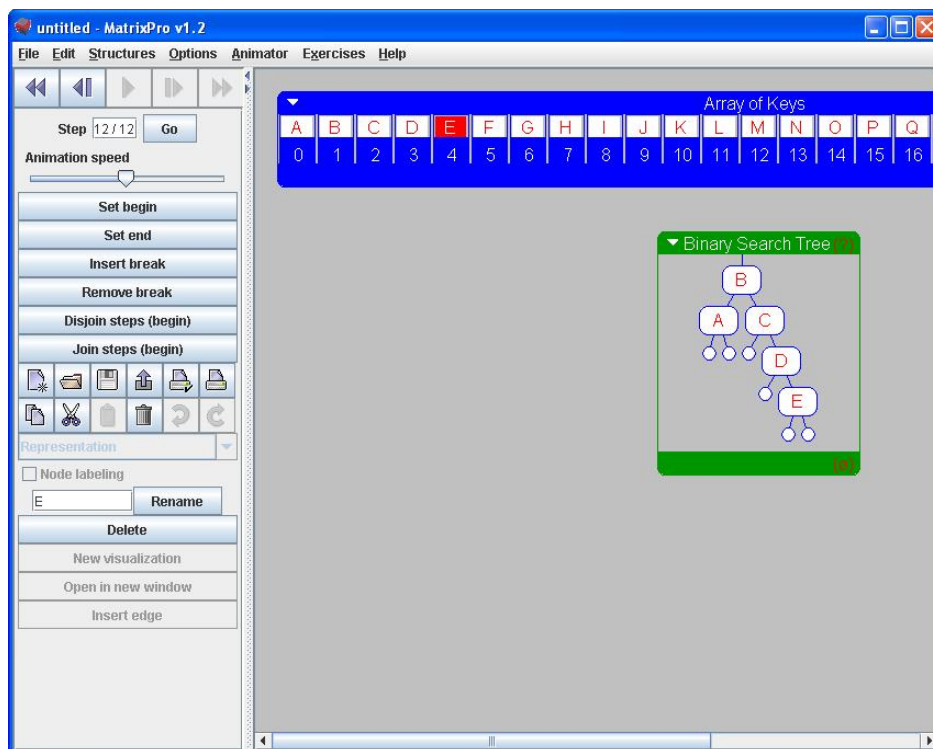 untitled - MatrixPro v1.2
File Edit Structures Options Animator Exercises Help
Step 12 / 12 Go
Animation speed
Set begin
Set end
Insert break
Remove break
Disjoin steps (begin)
Join steps (begin)
Representation
Node labeling
E Rename
Delete
New visualization
Open in new window
Insert edge
Array of Keys
A B C D E F G H I J K L M N O P Q
0 1 2 3 4 5 6 7 8 9 10 11 12 13 14 15 16
Binary Search Tree (?)
B
A C
D
E
(ø)